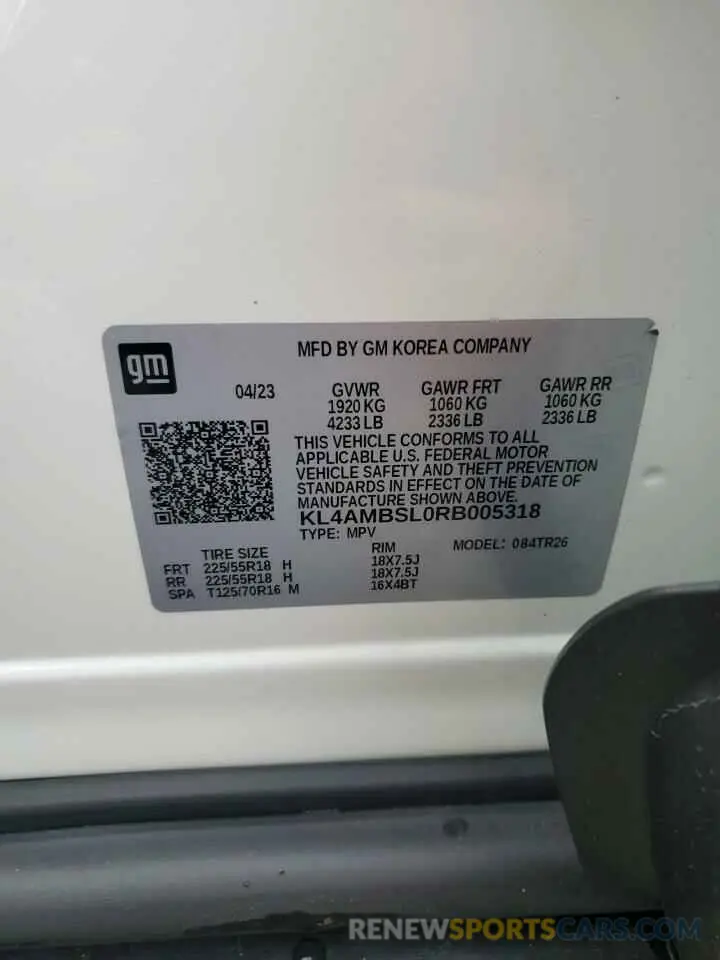 gm
MFD BY GM KOREA COMPANY
04/23 GVWR GAWR FRT GAWR RR
1920 KG 1060 KG 1060 KG
4233 LB 2336 LB 2336 LB
THIS VEHICLE CONFORMS TO ALL
APPLICABLE U.S. FEDERAL MOTOR
VEHICLE SAFETY AND THEFT PREVENTION
STANDARDS IN EFFECT ON THE DATE OF
MANUFACTURE SHOWN ABOVE.
KL4AMBSL0RB005318
TYPE: MPV
TIRE SIZE RIM MODEL: 084TR26
FRT 225/55R18 H 18X7.5J
RR 225/55R18 H 18X7.5J
SPA T125/70R16 M 16X4BT
RENEWSPORTSCARS.COM